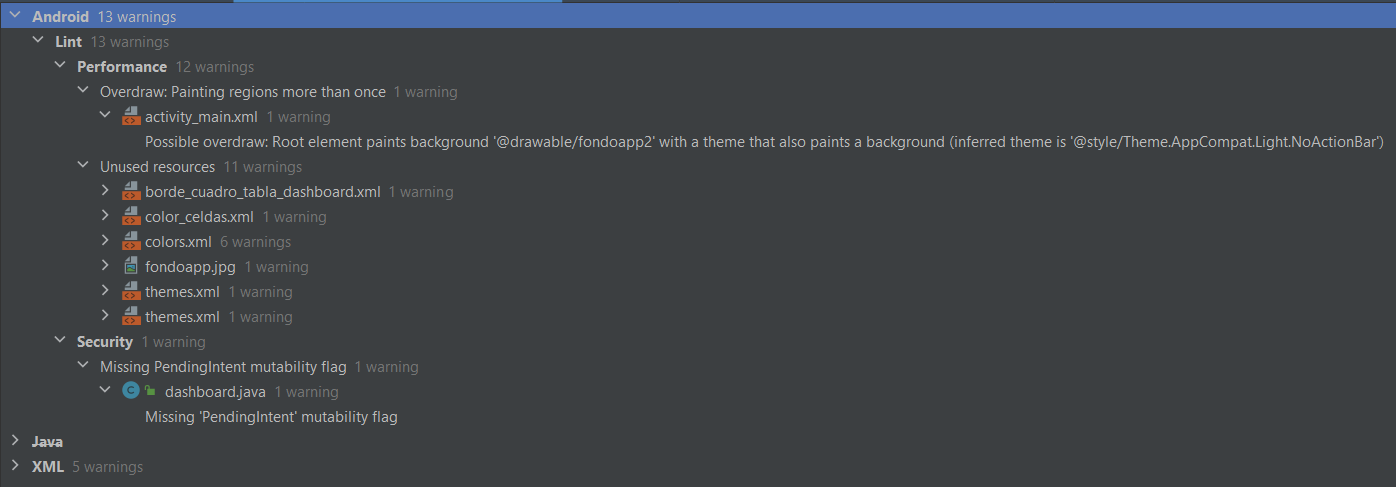 Android 13 warnings
Lint 13 warnings
Performance 12 warnings
Overdraw: Painting regions more than once 1 warning
activity_main.xml 1 warning
Possible overdraw: Root element paints background '@drawable/fondoapp2' with a theme that also paints a background (inferred theme is '@style/Theme.AppCompat.Light.NoActionBar')
Unused resources 11 warnings
borde_cuadro_tabla_dashboard.xml 1 warning
color_celdas.xml 1 warning
colors.xml 6 warnings
fondoapp.jpg 1 warning
themes.xml 1 warning
themes.xml 1 warning
Security 1 warning
Missing PendingIntent mutability flag 1 warning
dashboard.java 1 warning
Missing 'PendingIntent' mutability flag
Java
XML 5 warnings